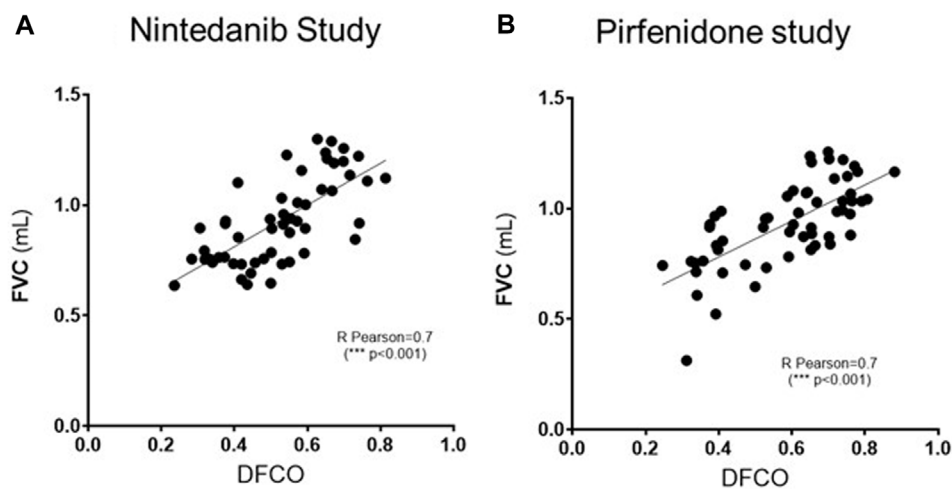 A
Nintedanib Study
1.5
1.0
0.5
0.0
FVC (mL)
R Pearson=0.7
(*** p<0.001)
0.0 0.2 0.4 0.6 0.8 1.0
DFCO
B
Pirfenidone study
1.5
1.0
0.5
0.0
FVC (mL)
R Pearson=0.7
(*** p<0.001)
0.0 0.2 0.4 0.6 0.8 1.0
DFCO